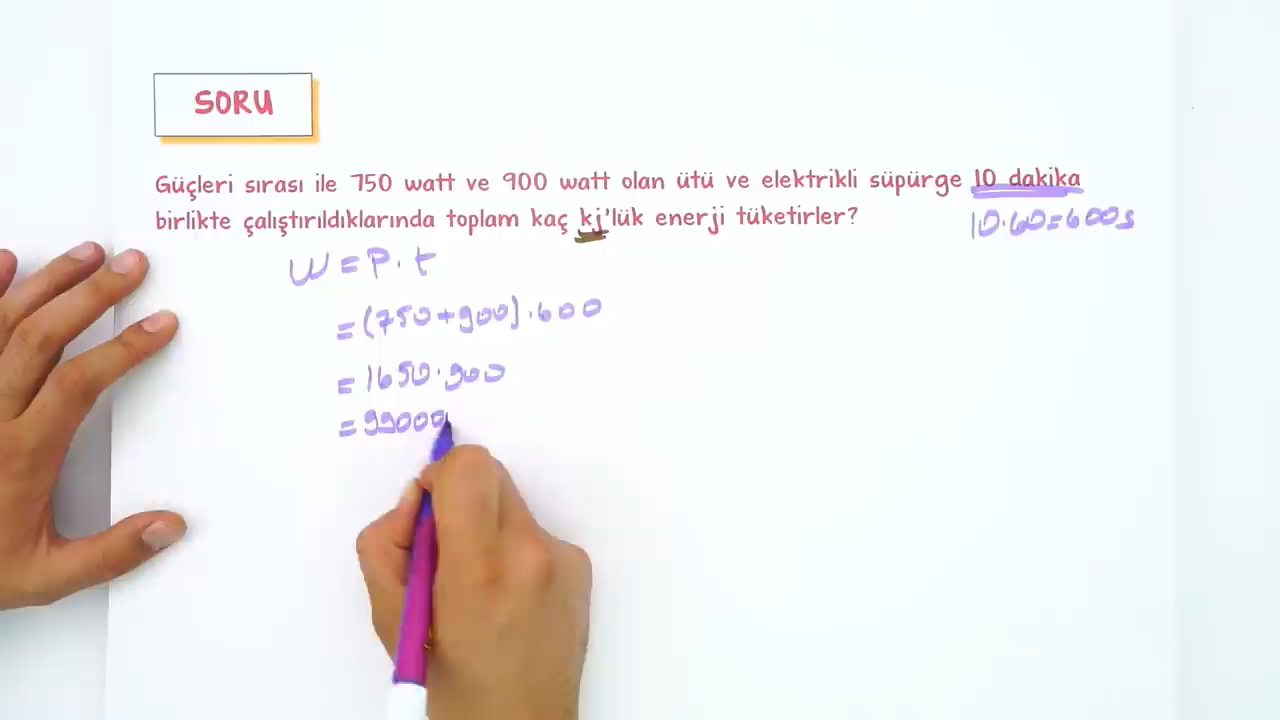 SORU
Güçleri sırası ile 750 watt ve 900 watt olan ütü ve elektrikli süpürge 10 dakika
birlikte çalıştırıldıklarında toplam kaç kj'lük enerji tüketirler?
10.60=600s
W = P . t
= (750+900) . 600
= 1650 . 900
= 99000